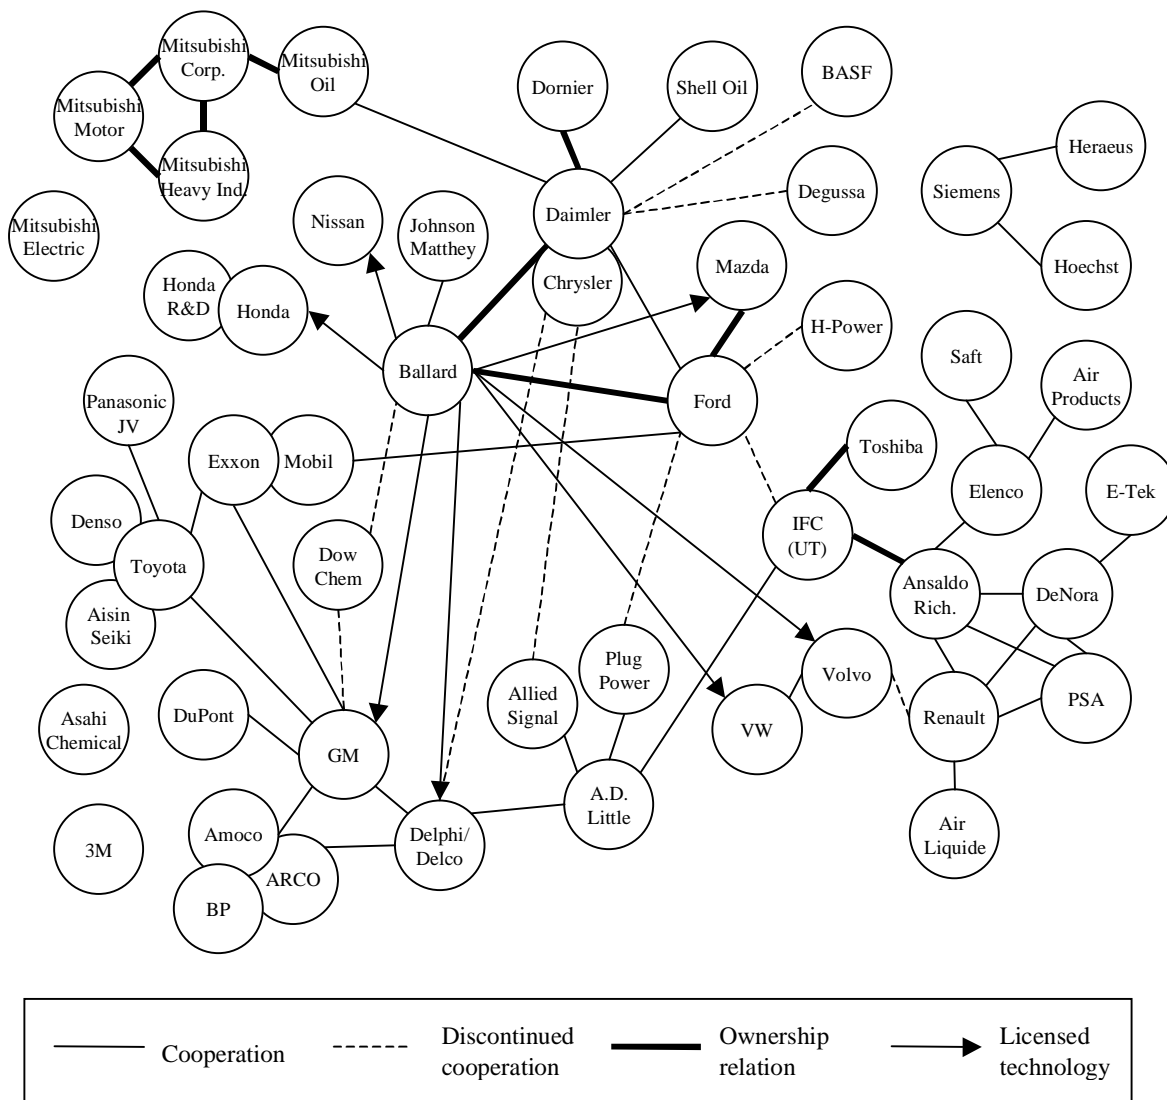 Mitsubishi
Corp.
Mitsubishi
Oil
Mitsubishi
Motor
Mitsubishi
Heavy Ind.
Mitsubishi
Electric
Dornier
Shell Oil
BASF
Heraeus
Siemens
Degussa
Hoechst
Daimler
Chrysler
Nissan
Johnson
Matthey
Mazda
Honda
R&D
Honda
H-Power
Ballard
Ford
Saft
Air
Products
Panasonic
JV
Exxon
Mobil
Toshiba
Elenco
E-Tek
Denso
Toyota
Dow
Chem
IFC
(UT)
Ansaldo
Rich.
DeNora
Aisin
Seiki
Plug
Power
Volvo
Allied
Signal
PSA
Renault
Asahi
Chemical
DuPont
VW
GM
A.D.
Little
Amoco
Delphi/
Delco
Air
Liquide
3M
ARCO
BP
Cooperation
Discontinued
cooperation
Ownership
relation
Licensed
technology